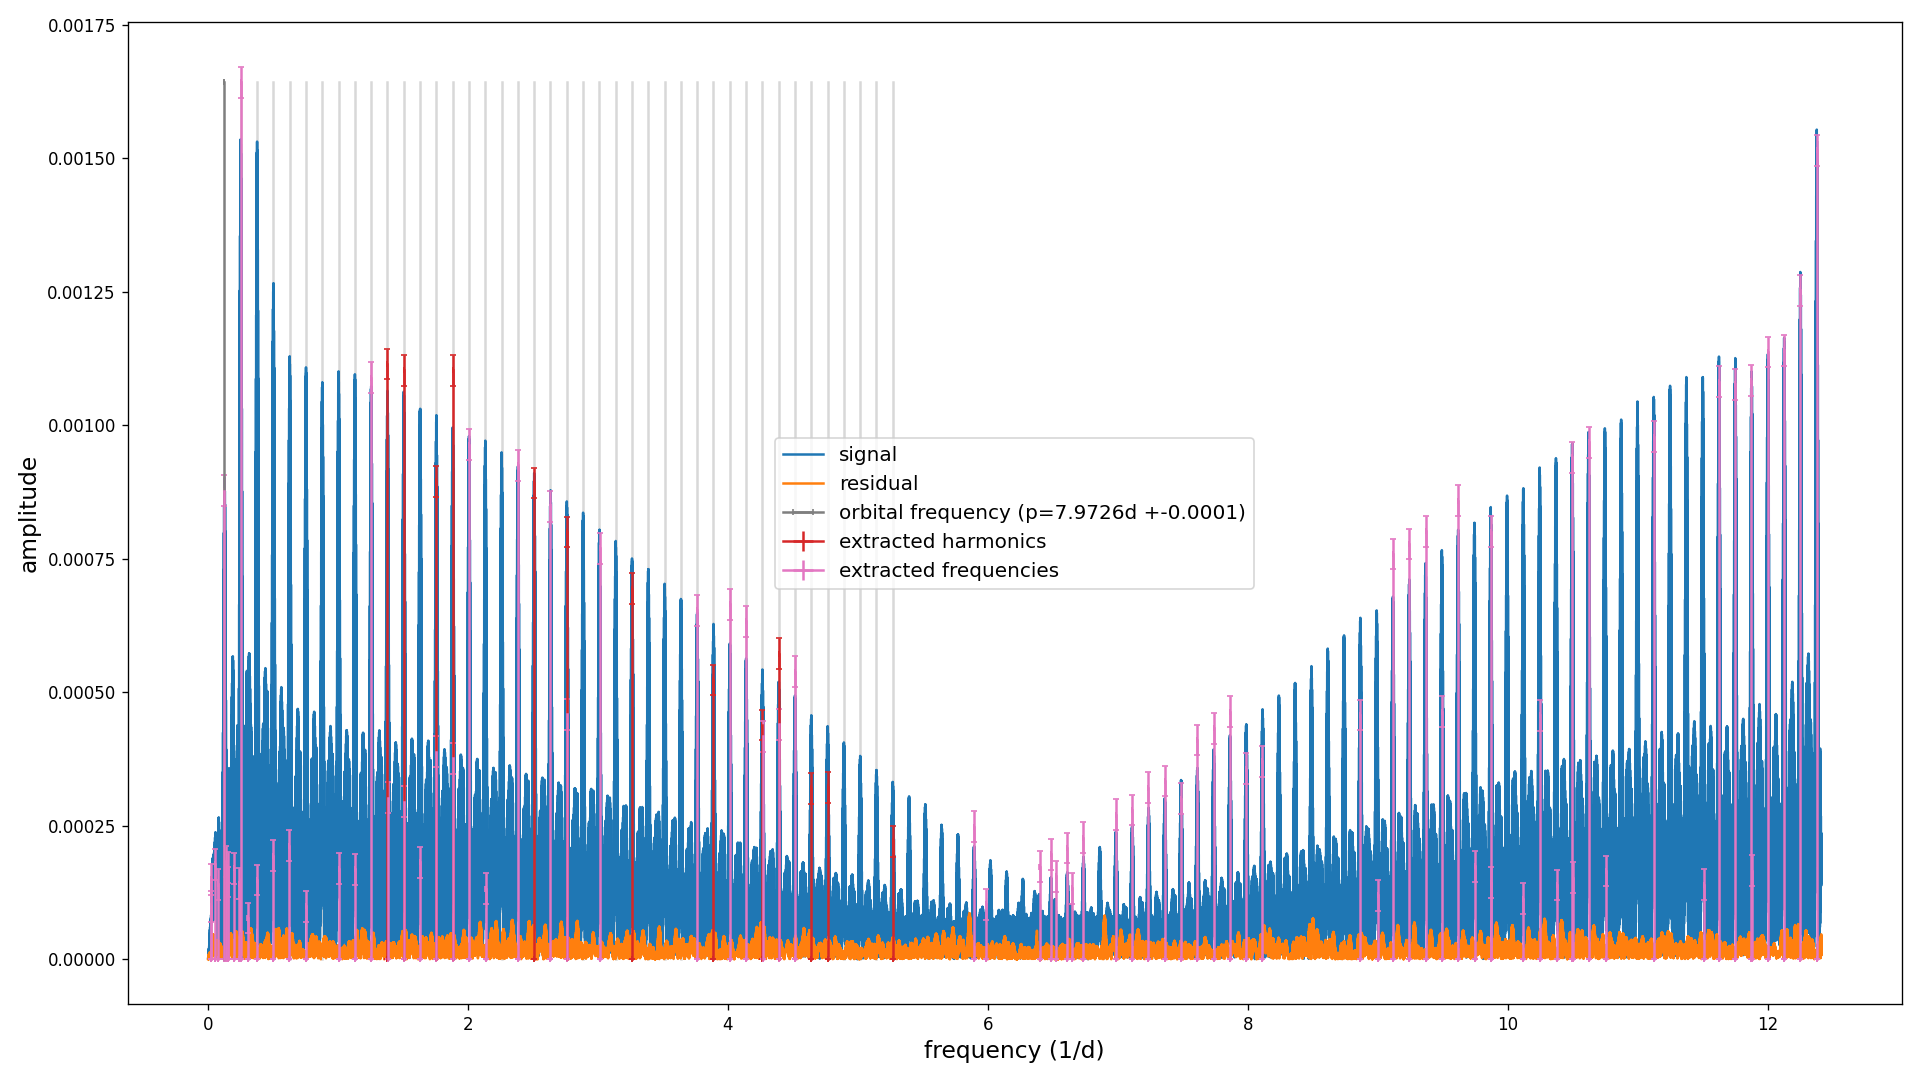 0.00175
0.00150
0.00125
0.00100
0.00075
0.00050
0.00025
0.00000
amplitude
signal
residual
orbital frequency (p=7.9726d +-0.0001)
extracted harmonics
extracted frequencies
0 2 4 6 8 10 12
frequency (1/d)